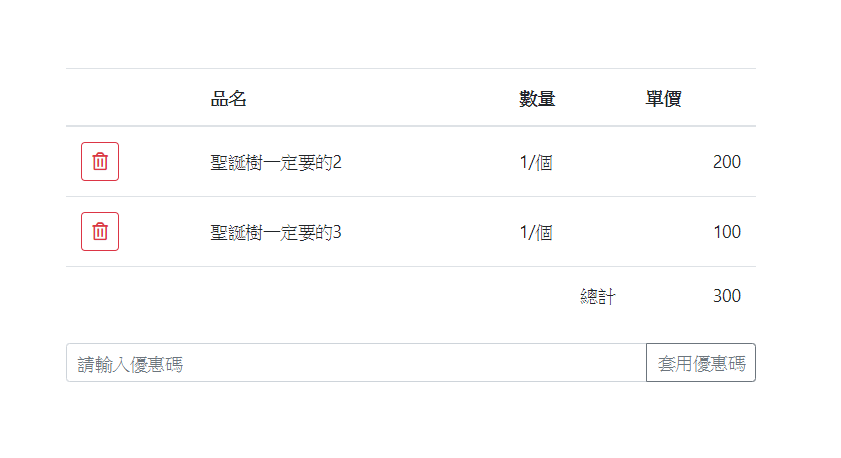 品名 數量 單價
聖誕樹一定要的2 1/個 200
聖誕樹一定要的3 1/個 100
總計 300
請輸入優惠碼 套用優惠碼